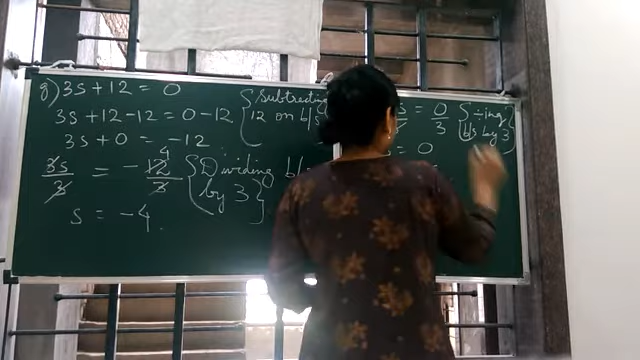 g) 3s + 12 = 0
3s + 12 - 12 = 0 - 12 {Subtracting
12 on b/s}
3s + 0 = -12
3s/3 = -12/3 4 {Dividing b/
by 3}
s = -4.
s = 0/3 {÷ing
b/s by 3}
= 0